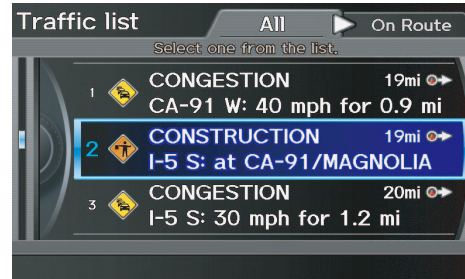 Traffic list
All
On Route
Select one from the list.
1 CONGESTION 19mi
CA-91 W: 40 mph for 0.9 mi
2 CONSTRUCTION 19mi
I-5 S: at CA-91/MAGNOLIA
3 CONGESTION 20mi
I-5 S: 30 mph for 1.2 mi